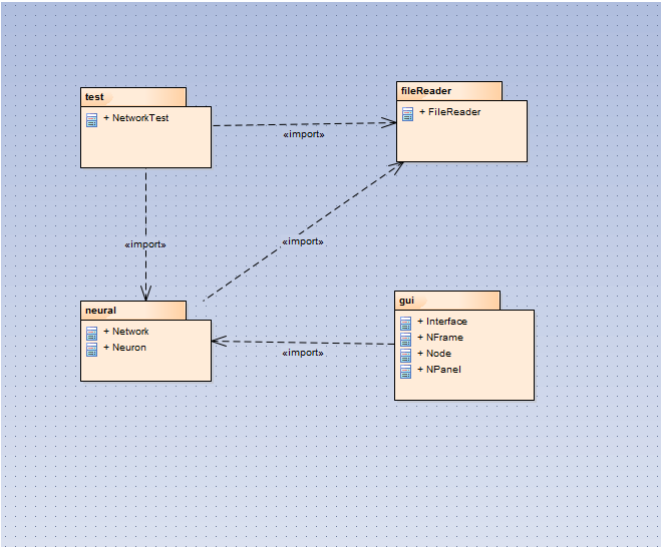 test
+ NetworkTest
fileReader
+ FileReader
«import»
«import»
«import»
neural
+ Network
+ Neuron
gui
+ Interface
+ NFrame
+ Node
+ NPanel
«import»